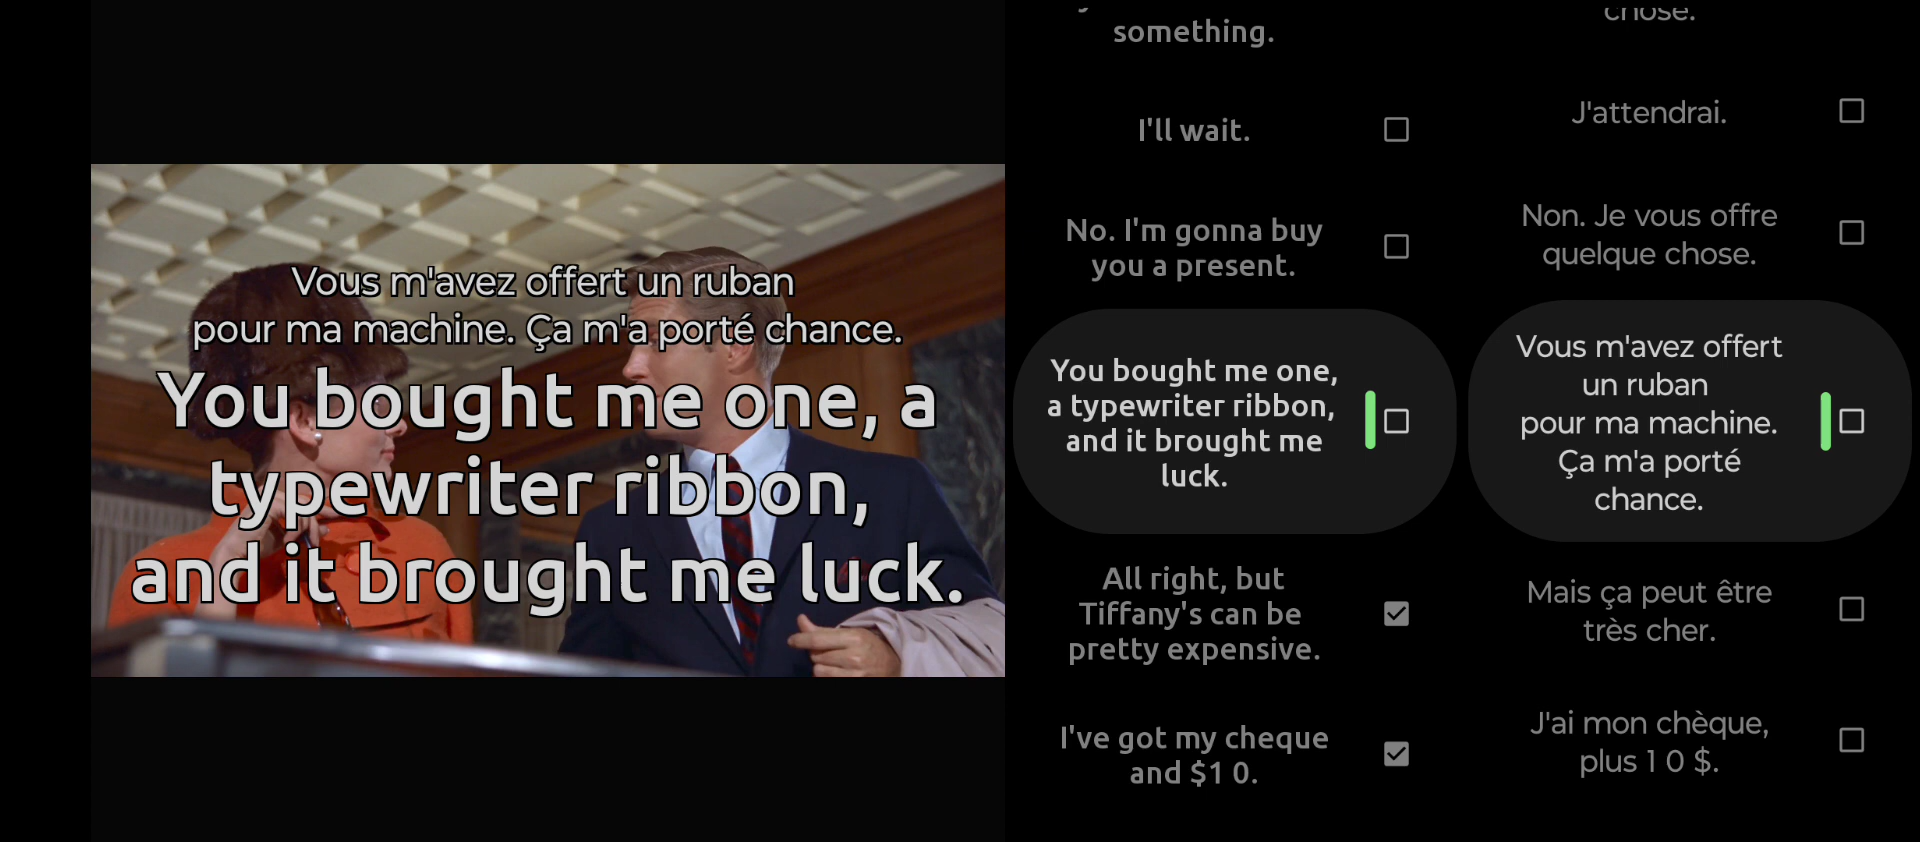 Vous m'avez offert un ruban
pour ma machine. Ça m'a porté chance.
You bought me one, a
typewriter ribbon,
and it brought me luck.
something.
I'll wait.
No. I'm gonna buy
you a present.
You bought me one,
a typewriter ribbon,
and it brought me
luck.
All right, but
Tiffany's can be
pretty expensive.
I've got my cheque
and $1 0.
chose.
J'attendrai.
Non. Je vous offre
quelque chose.
Vous m'avez offert
un ruban
pour ma machine.
Ça m'a porté
chance.
Mais ça peut être
très cher.
J'ai mon chèque,
plus 1 0 $.